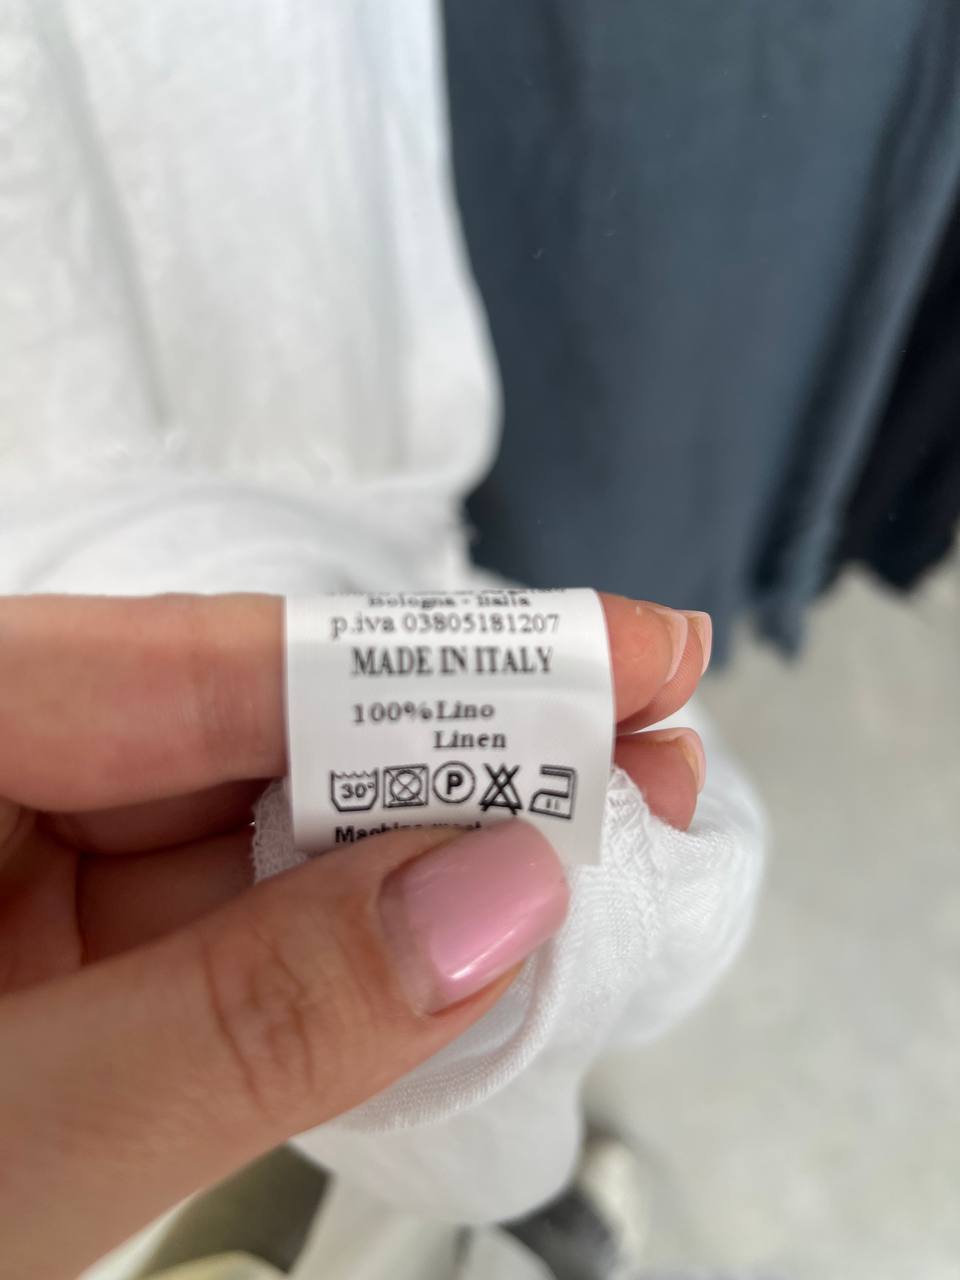 Bologna - Italia
p.iva 03805181207
MADE IN ITALY
100% Lino
Linen
30° P